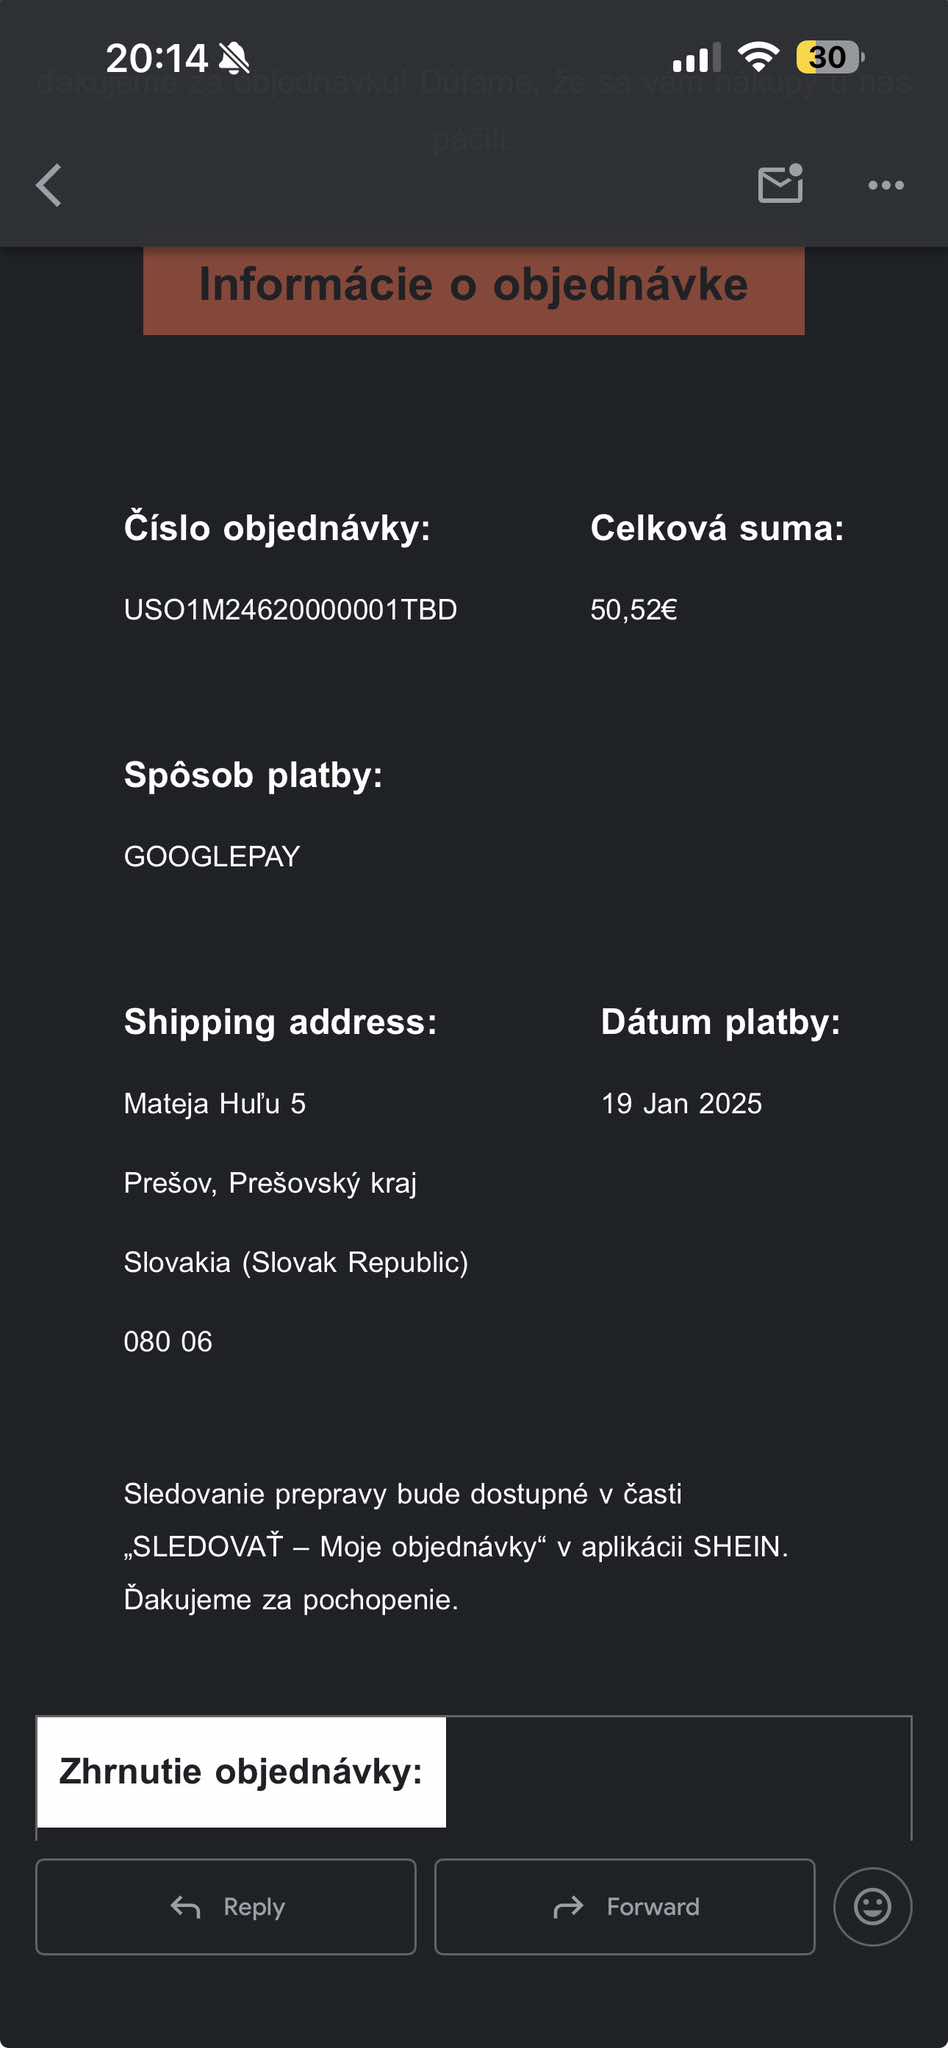 20:14
30
ďakujeme za objednávku! Dúfame, že sa vám nákupy u nás
páčili
Informácie o objednávke
Číslo objednávky:
Celková suma:
USO1M24620000001TBD
50,52€
Spôsob platby:
GOOGLEPAY
Shipping address:
Dátum platby:
Mateja Huľu 5
19 Jan 2025
Prešov, Prešovský kraj
Slovakia (Slovak Republic)
080 06
Sledovanie prepravy bude dostupné v časti
„SLEDOVAŤ – Moje objednávky“ v aplikácii SHEIN.
Ďakujeme za pochopenie.
Zhrnutie objednávky:
Reply
Forward